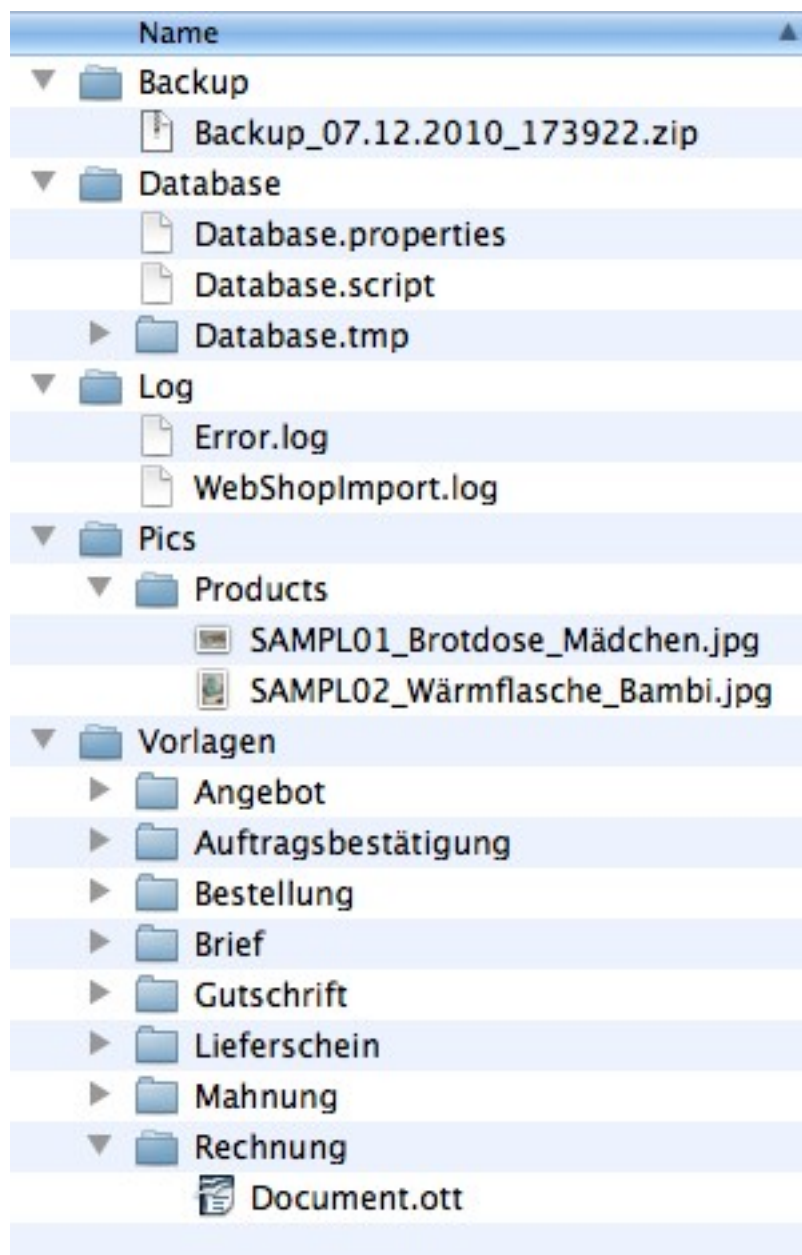 Name
Backup
Backup_07.12.2010_173922.zip
Database
Database.properties
Database.script
Database.tmp
Log
Error.log
WebShopImport.log
Pics
Products
SAMPL01_Brotdose_Mädchen.jpg
SAMPL02_Wärmflasche_Bambi.jpg
Vorlagen
Angebot
Auftragsbestätigung
Bestellung
Brief
Gutschrift
Lieferschein
Mahnung
Rechnung
Document.ott